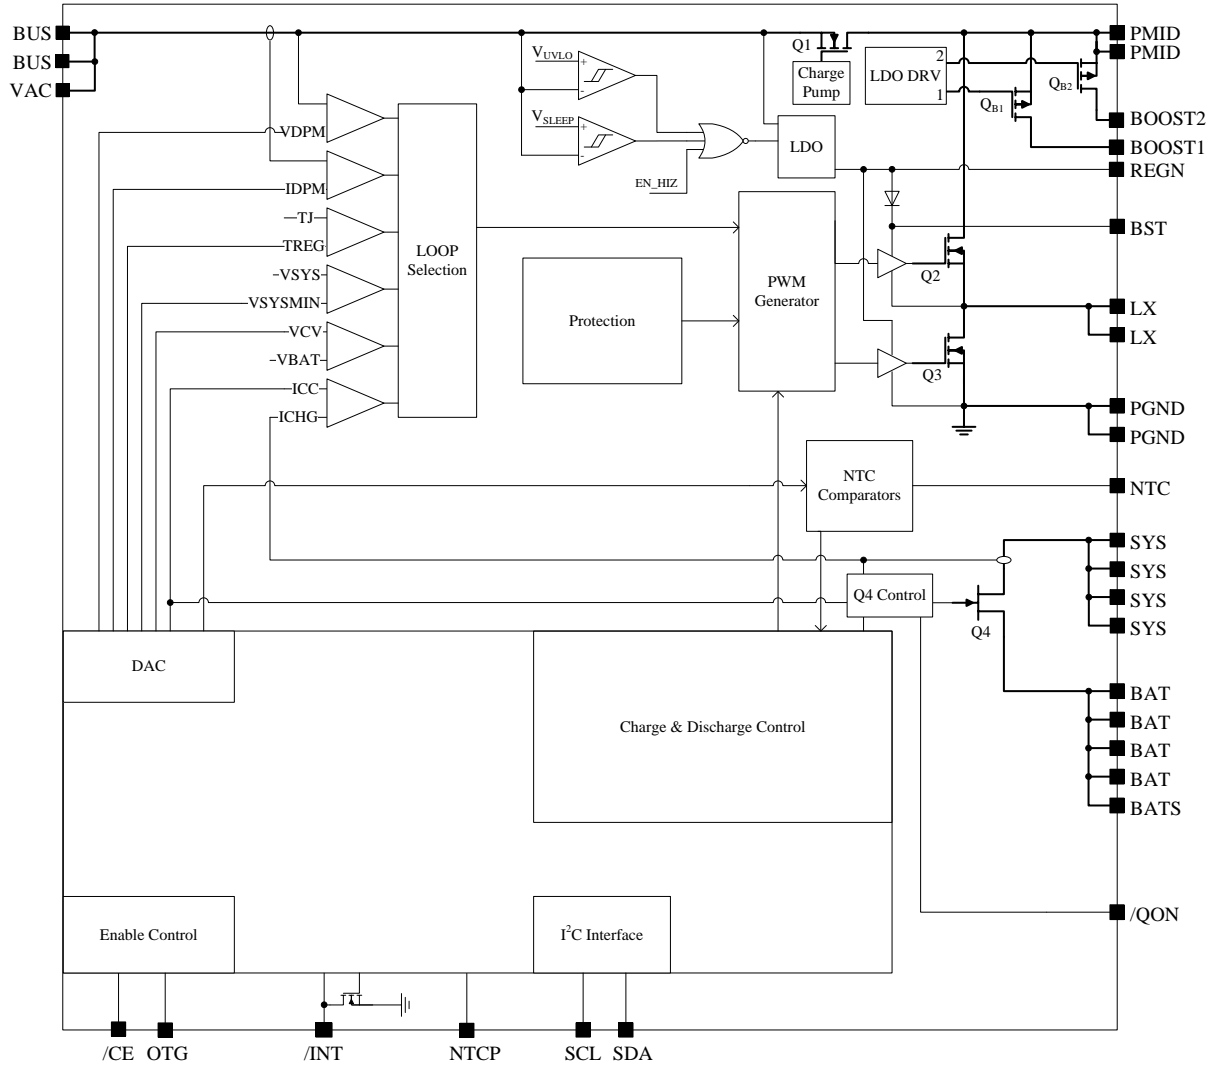 BUS
BUS
VAC
VUVLO
+
-
VSLEEP
+
-
EN_HIZ
Q1
Charge
Pump
LDO DRV
2
1
QB1
QB2
PMID
PMID
BOOST2
BOOST1
REGN
BST
LX
LX
PGND
PGND
NTC
LDO
VDPM
IDPM
TJ
TREG
VSYS
VSYSMIN
VCV
VBAT
ICC
ICHG
LOOP
Selection
Protection
PWM
Generator
Q2
Q3
NTC
Comparators
Q4 Control
Q4
SYS
SYS
SYS
SYS
BAT
BAT
BAT
BAT
BATS
/QON
DAC
Charge & Discharge Control
Enable Control
I²C Interface
/CE
OTG
/INT
NTCP
SCL
SDA